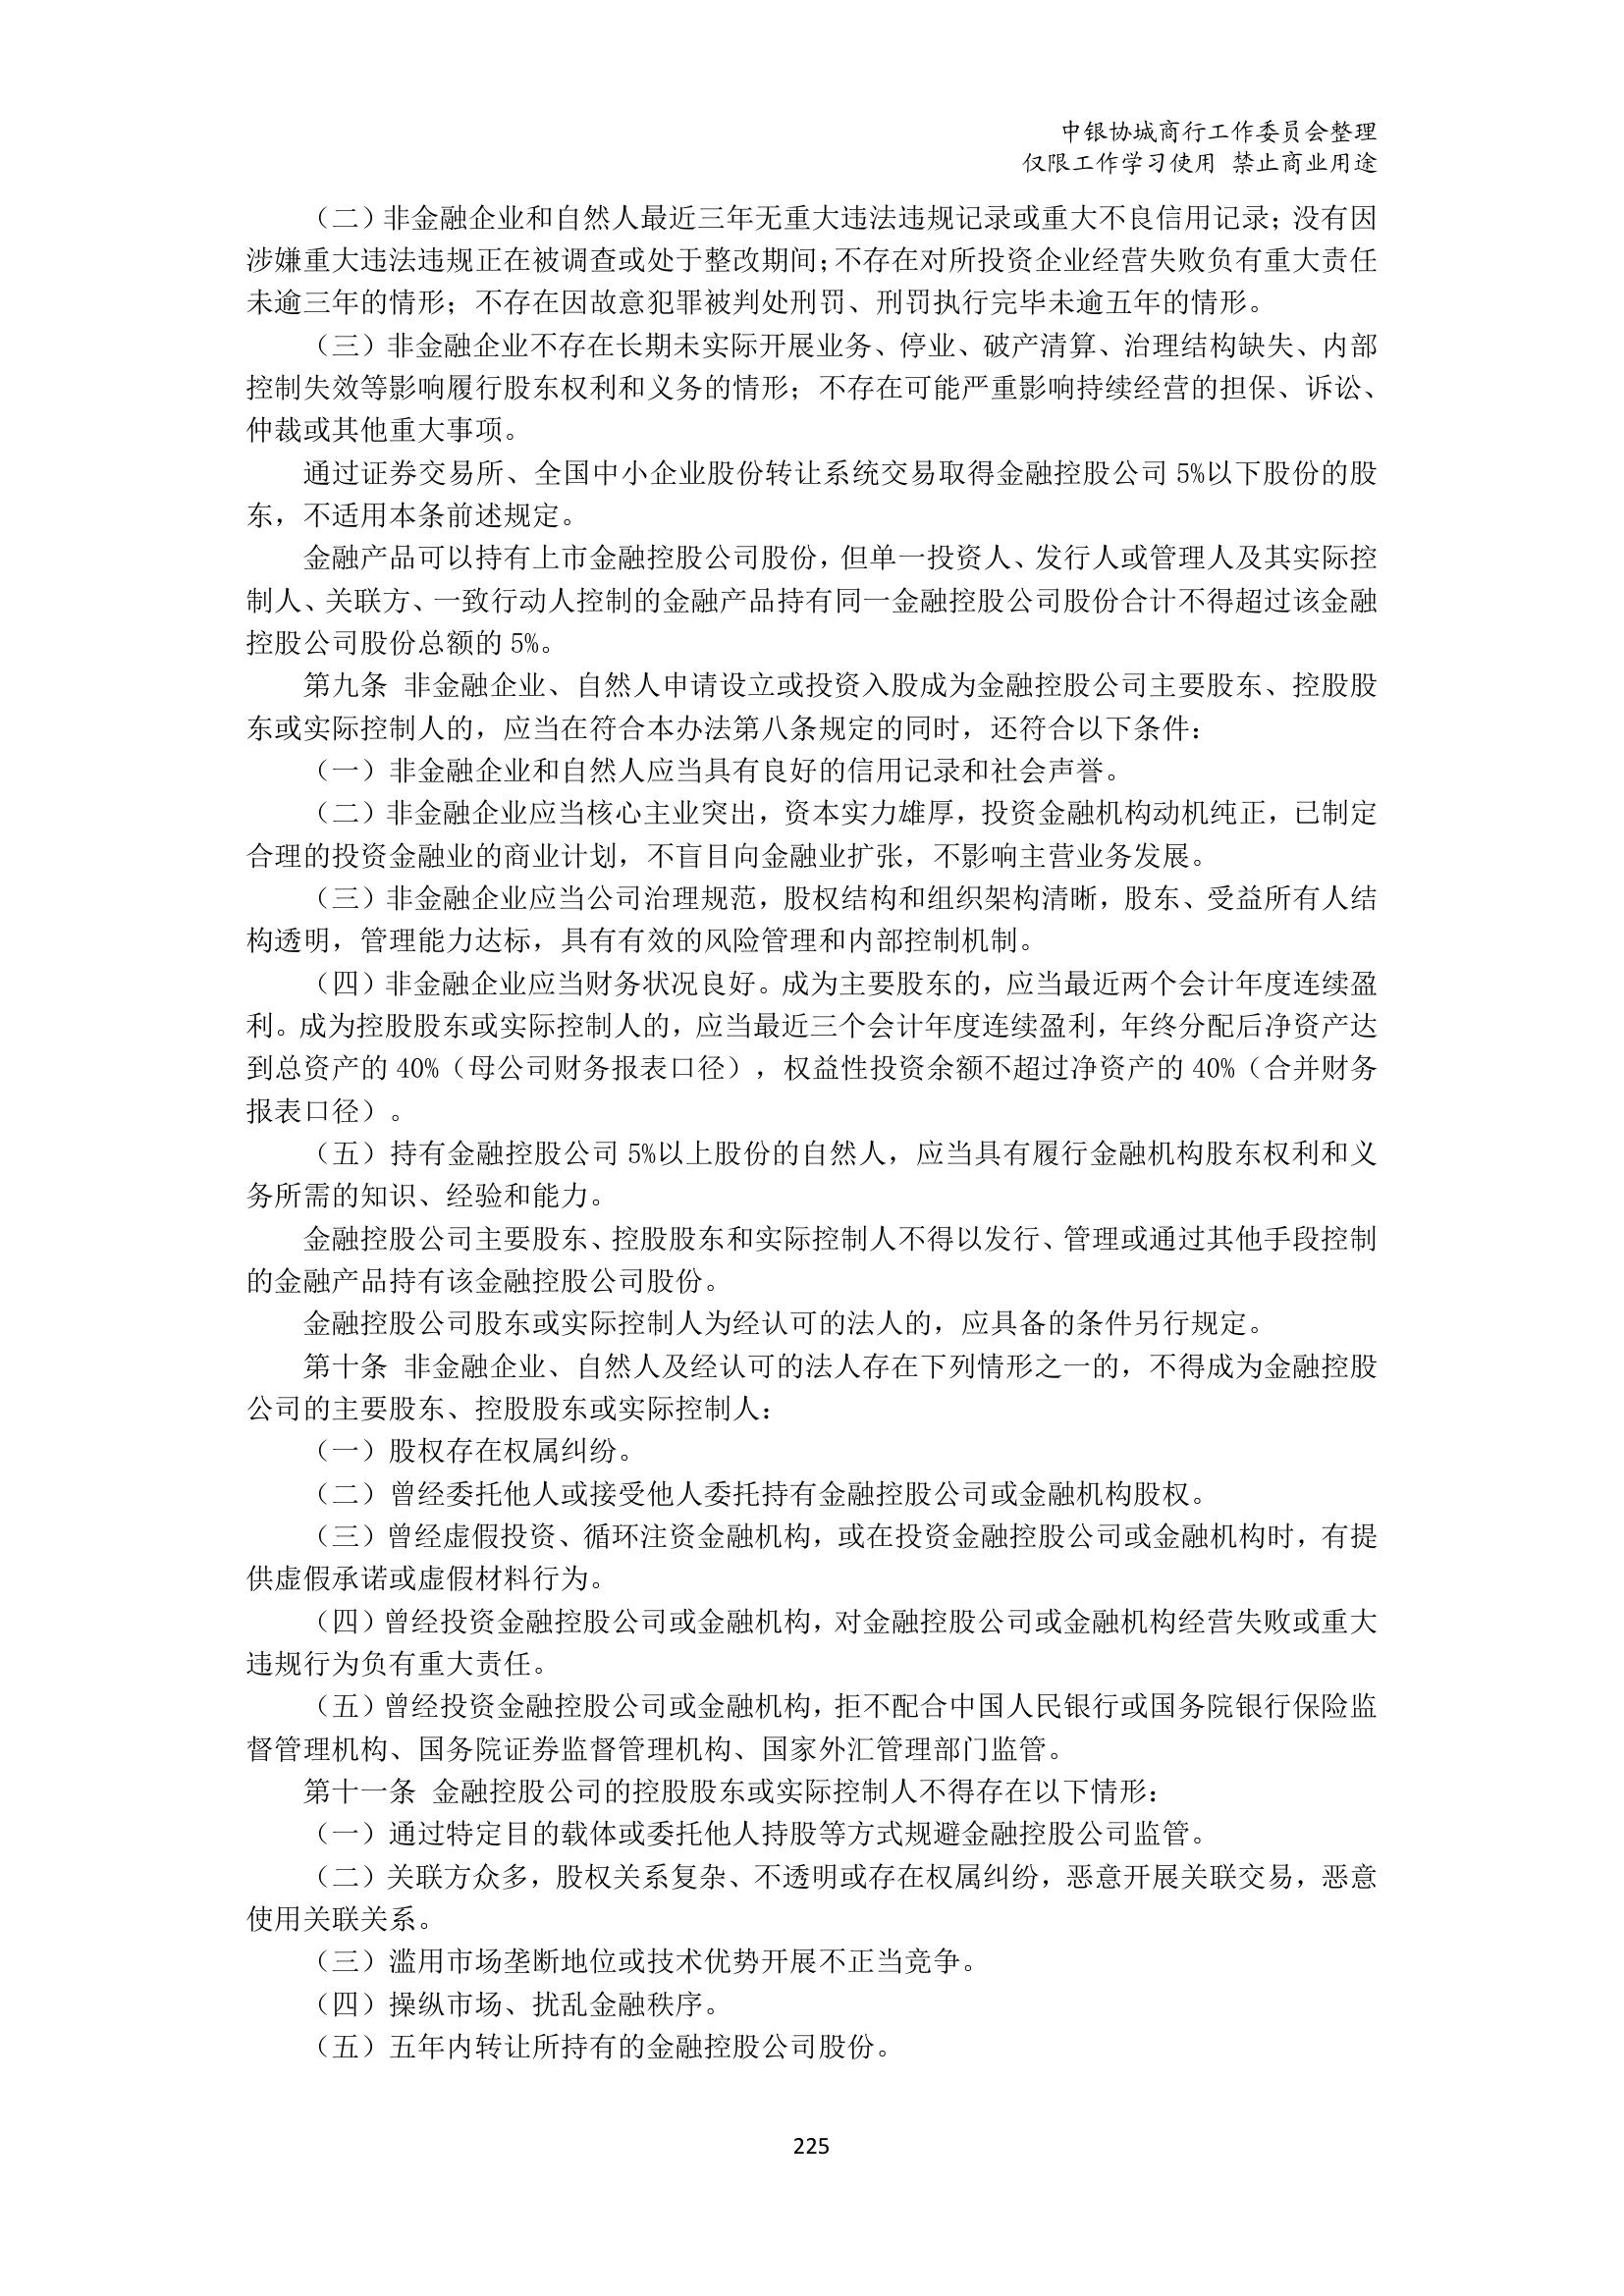 中银协城商行工作委员会整理
仅限工作学习使用 禁止商业用途
（二）非金融企业和自然人最近三年无重大违法违规记录或重大不良信用记录；没有因
涉嫌重大违法违规正在被调查或处于整改期间；不存在对所投资企业经营失败负有重大责任
未逾三年的情形；不存在因故意犯罪被判处刑罚、刑罚执行完毕未逾五年的情形。
（三）非金融企业不存在长期未实际开展业务、停业、破产清算、治理结构缺失、内部
控制失效等影响履行股东权利和义务的情形；不存在可能严重影响持续经营的担保、诉讼、
仲裁或其他重大事项。
通过证券交易所、全国中小企业股份转让系统交易取得金融控股公司 5%以下股份的股
东，不适用本条前述规定。
金融产品可以持有上市金融控股公司股份，但单一投资人、发行人或管理人及其实际控
制人、关联方、一致行动人控制的金融产品持有同一金融控股公司股份合计不得超过该金融
控股公司股份总额的 5%。
第九条 非金融企业、自然人申请设立或投资入股成为金融控股公司主要股东、控股股
东或实际控制人的，应当在符合本办法第八条规定的同时，还符合以下条件：
（一）非金融企业和自然人应当具有良好的信用记录和社会声誉。
（二）非金融企业应当核心主业突出，资本实力雄厚，投资金融机构动机纯正，已制定
合理的投资金融业的商业计划，不盲目向金融业扩张，不影响主营业务发展。
（三）非金融企业应当公司治理规范，股权结构和组织架构清晰，股东、受益所有人结
构透明，管理能力达标，具有有效的风险管理和内部控制机制。
（四）非金融企业应当财务状况良好。成为主要股东的，应当最近两个会计年度连续盈
利。成为控股股东或实际控制人的，应当最近三个会计年度连续盈利，年终分配后净资产达
到总资产的 40%（母公司财务报表口径），权益性投资余额不超过净资产的 40%（合并财务
报表口径）。
（五）持有金融控股公司 5%以上股份的自然人，应当具有履行金融机构股东权利和义
务所需的知识、经验和能力。
金融控股公司主要股东、控股股东和实际控制人不得以发行、管理或通过其他手段控制
的金融产品持有该金融控股公司股份。
金融控股公司股东或实际控制人为经认可的法人的，应具备的条件另行规定。
第十条 非金融企业、自然人及经认可的法人存在下列情形之一的，不得成为金融控股
公司的主要股东、控股股东或实际控制人：
（一）股权存在权属纠纷。
（二）曾经委托他人或接受他人委托持有金融控股公司或金融机构股权。
（三）曾经虚假投资、循环注资金融机构，或在投资金融控股公司或金融机构时，有提
供虚假承诺或虚假材料行为。
（四）曾经投资金融控股公司或金融机构，对金融控股公司或金融机构经营失败或重大
违规行为负有重大责任。
（五）曾经投资金融控股公司或金融机构，拒不配合中国人民银行或国务院银行保险监
督管理机构、国务院证券监督管理机构、国家外汇管理部门监管。
第十一条 金融控股公司的控股股东或实际控制人不得存在以下情形：
（一）通过特定目的载体或委托他人持股等方式规避金融控股公司监管。
（二）关联方众多，股权关系复杂、不透明或存在权属纠纷，恶意开展关联交易，恶意
使用关联关系。
（三）滥用市场垄断地位或技术优势开展不正当竞争。
（四）操纵市场、扰乱金融秩序。
（五）五年内转让所持有的金融控股公司股份。
225